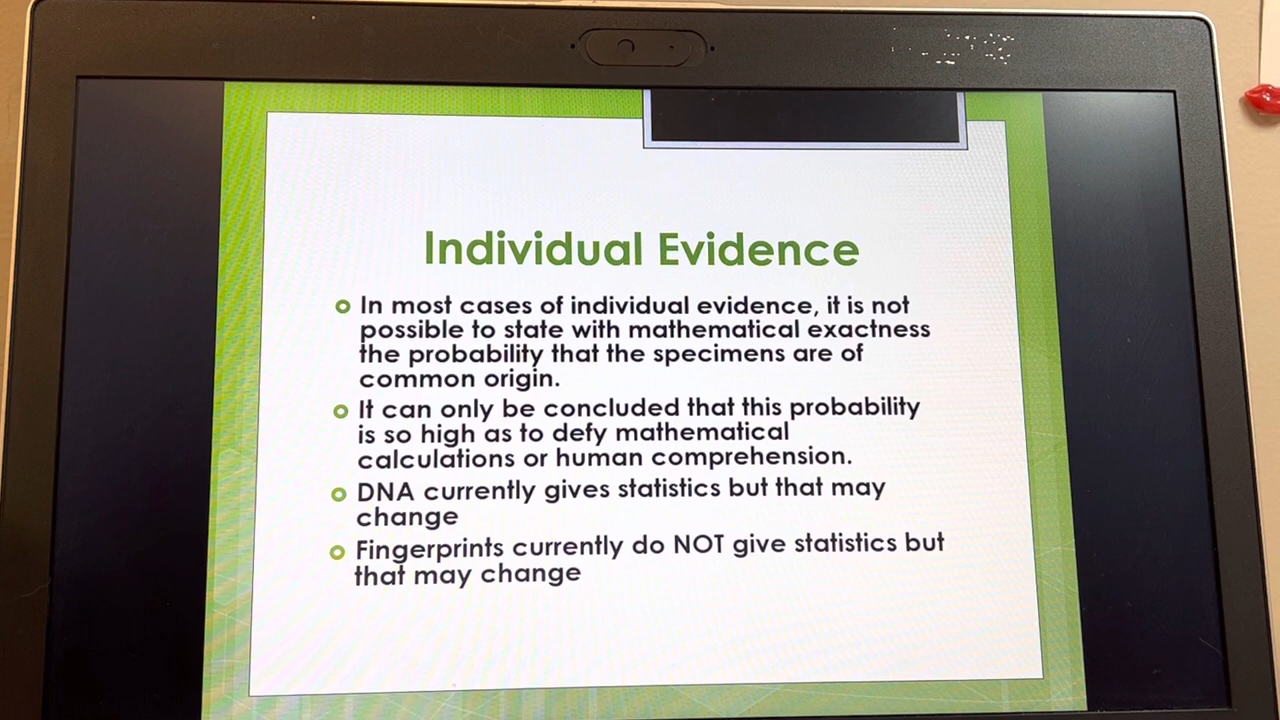 Individual Evidence
In most cases of individual evidence, it is not
possible to state with mathematical exactness
the probability that the specimens are of
common origin.
It can only be concluded that this probability
is so high as to defy mathematical
calculations or human comprehension.
DNA currently gives statistics but that may
change
Fingerprints currently do NOT give statistics but
that may change